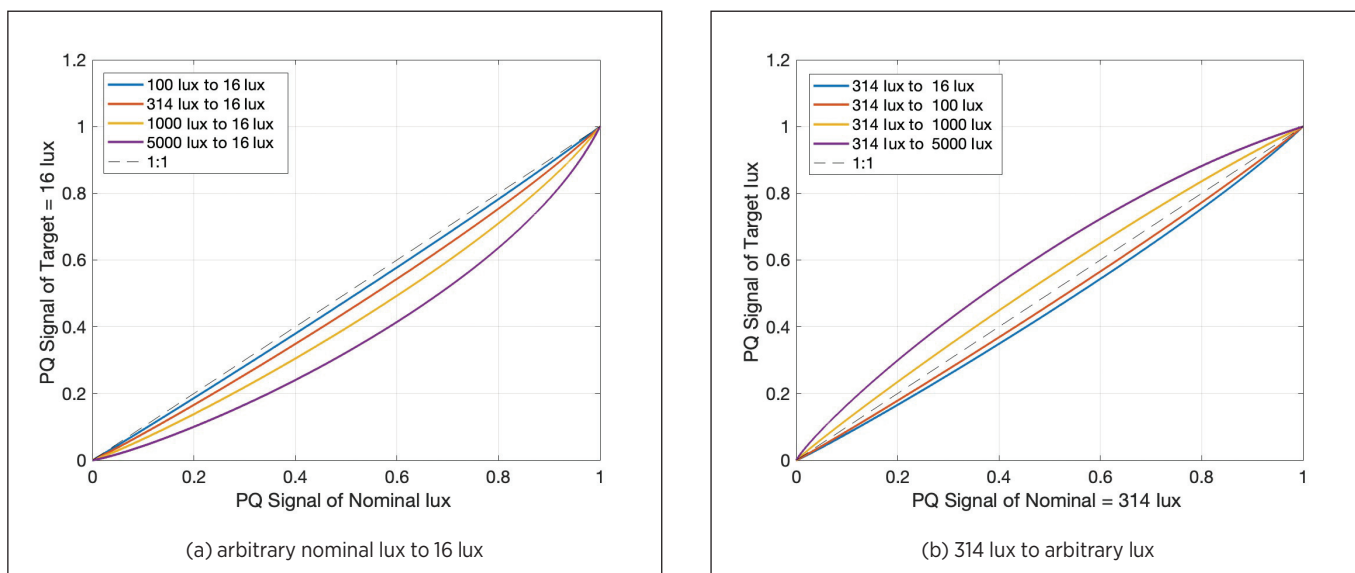 1.2
1
0.8
0.6
0.4
0.2
0
PQ Signal of Target = 16 lux
100 lux to 16 lux
314 lux to 16 lux
1000 lux to 16 lux
5000 lux to 16 lux
1:1
0 0.2 0.4 0.6 0.8 1
PQ Signal of Nominal lux
(a) arbitrary nominal lux to 16 lux
1.2
1
0.8
0.6
0.4
0.2
0
PQ Signal of Target lux
314 lux to 16 lux
314 lux to 100 lux
314 lux to 1000 lux
314 lux to 5000 lux
1:1
0 0.2 0.4 0.6 0.8 1
PQ Signal of Nominal = 314 lux
(b) 314 lux to arbitrary lux